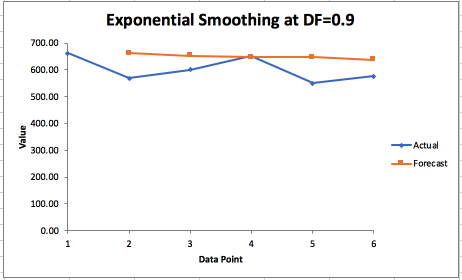 Exponential Smoothing at DF=0.9
700.00
600.00
500.00
400.00
300.00
200.00
100.00
0.00
Value
1 2 3 4 5 6
Data Point
Actual
Forecast